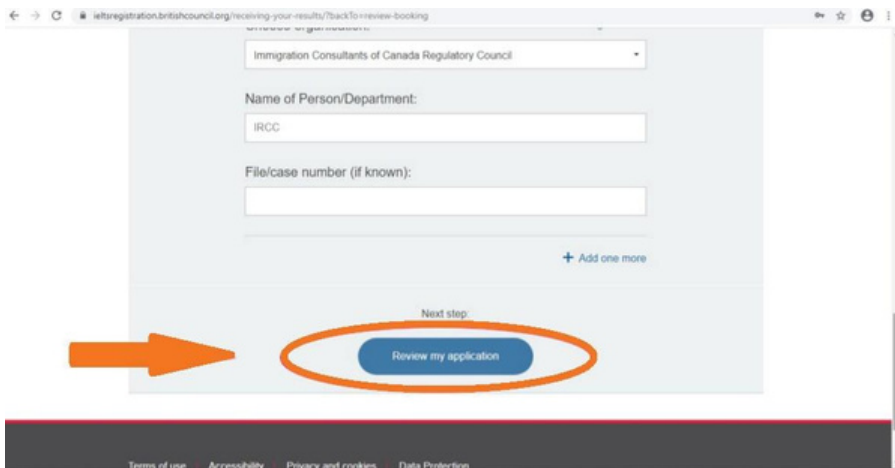 ieltsregistration.britishcouncil.org/receiving-your-results/?backTo=review-booking
Choose organisation:
Immigration Consultants of Canada Regulatory Council
Name of Person/Department:
IRCC
File/case number (if known):
+ Add one more
Next step:
Review my application
Terms of use Accessibility Privacy and cookies Data Protection